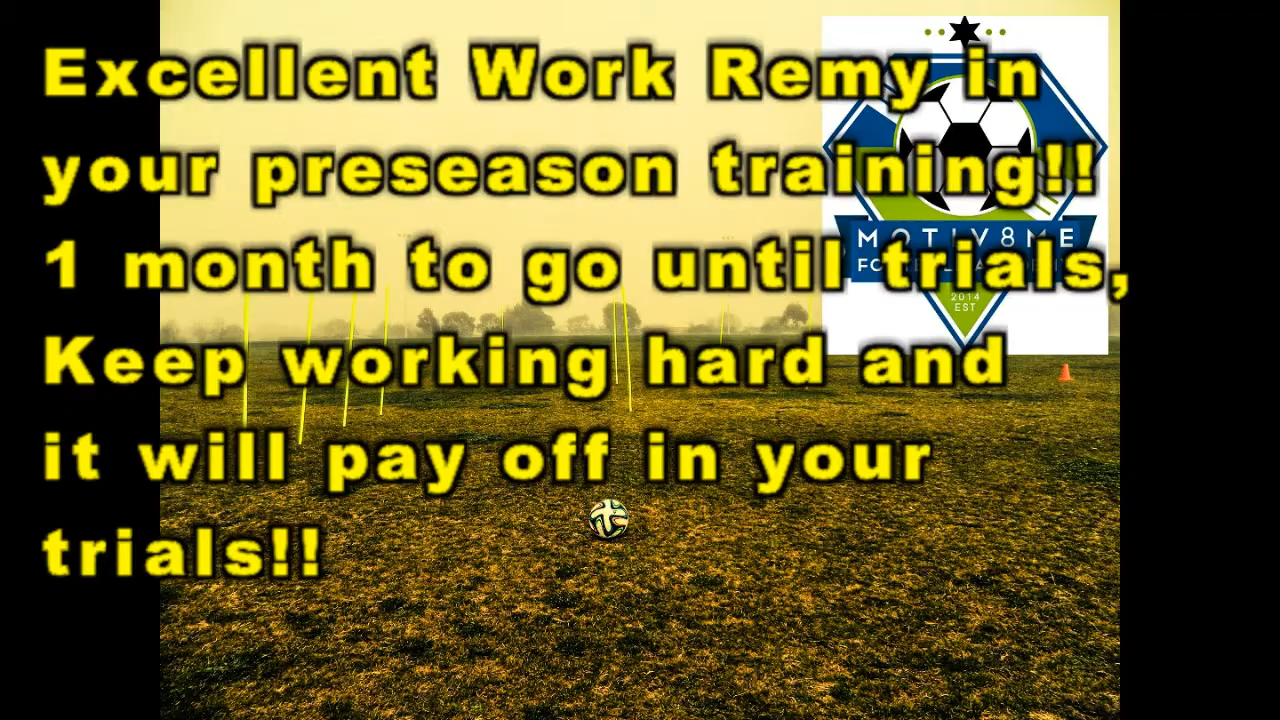 Excellent Work Remy in
your preseason training!!
1 month to go until trials,
Keep working hard and
it will pay off in your
trials!!
MOTIV8ME
2014
EST